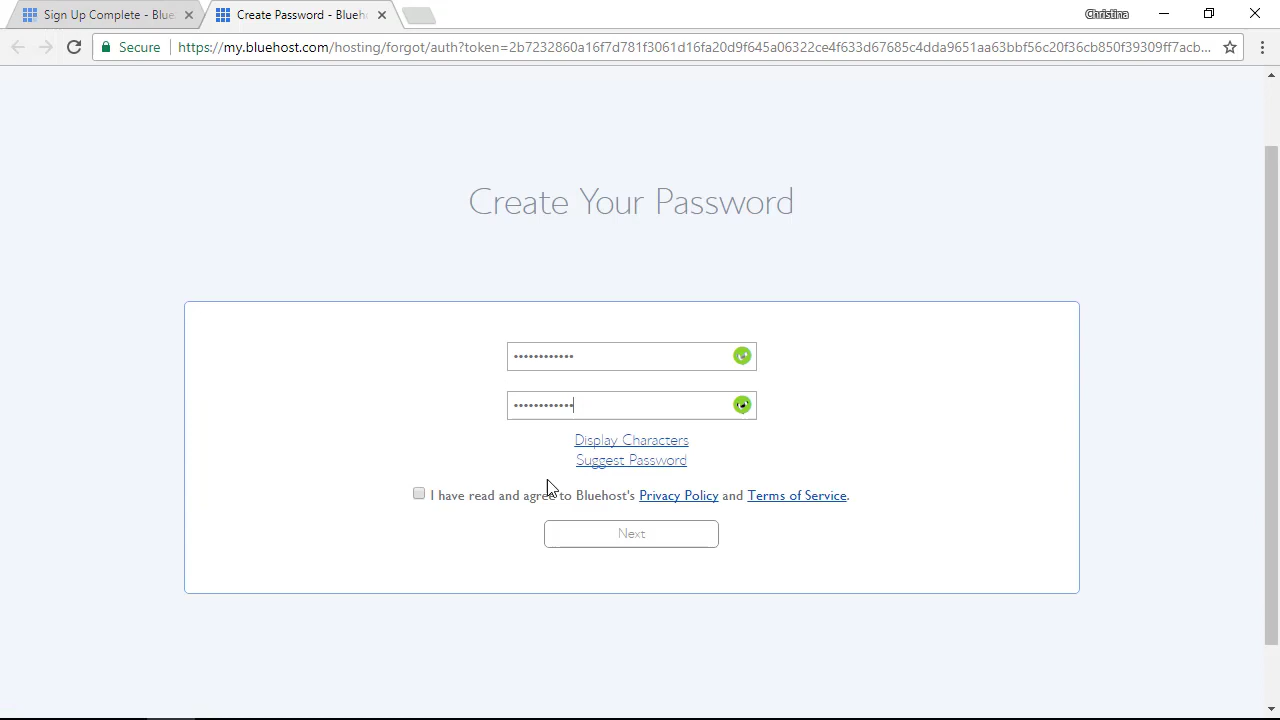 Sign Up Complete - Blue
Create Password - Blueho
Christina
Secure
https://my.bluehost.com/hosting/forgot/auth?token=2b7232860a16f7d781f3061d16fa20d9f645a06322ce4f633d67685c4dda9651aa63bbf56c20f36cb850f39309ff7acb...
Create Your Password
••••••••••••
••••••••••••
Display Characters
Suggest Password
I have read and agree to Bluehost's Privacy Policy and Terms of Service.
Next